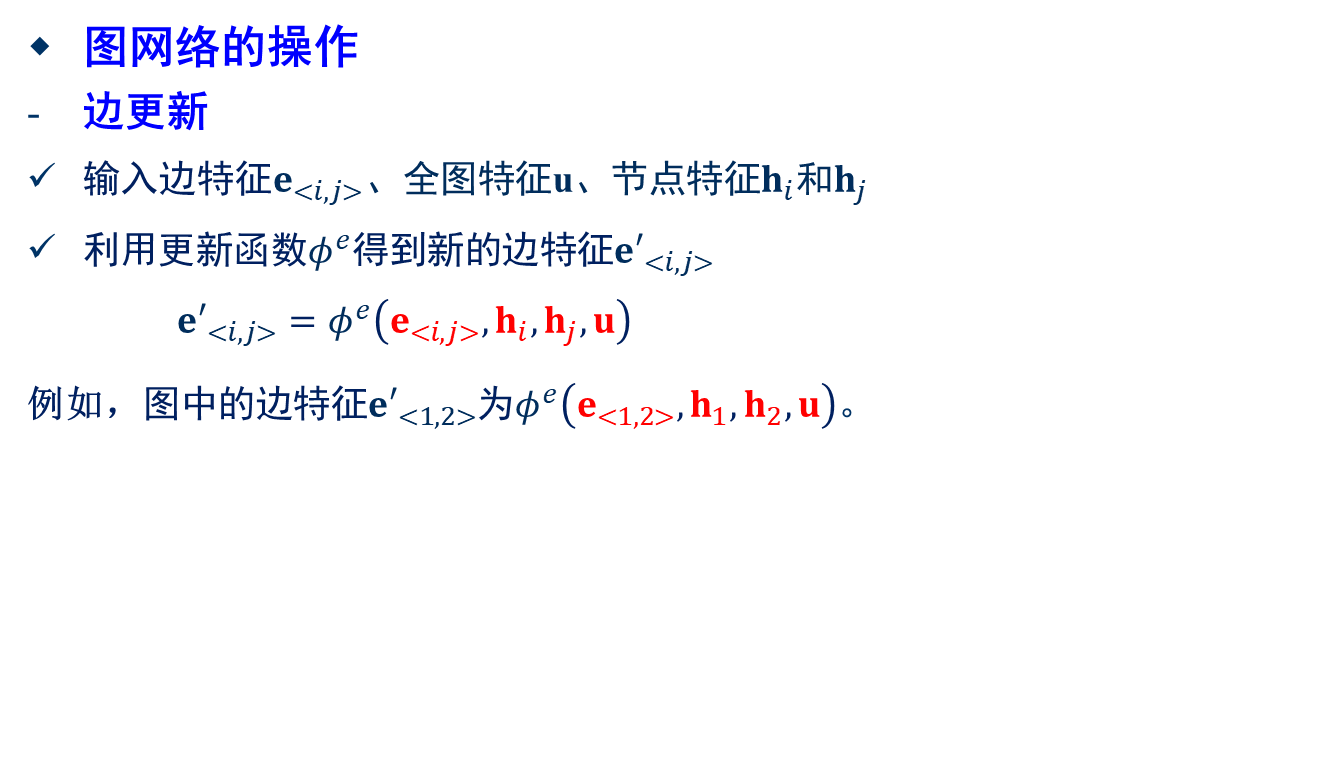 ◆ 图网络的操作
- 边更新
✓ 输入边特征𝐞<i,j>、全图特征𝐮、节点特征𝐡i和𝐡j
✓ 利用更新函数ϕ^e得到新的边特征𝐞′<i,j>
𝐞′<i,j> = ϕ^e(𝐞<i,j>, 𝐡i, 𝐡j, 𝐮)
例如，图中的边特征𝐞′<1,2>为ϕ^e(𝐞<1,2>, 𝐡1, 𝐡2, 𝐮)。